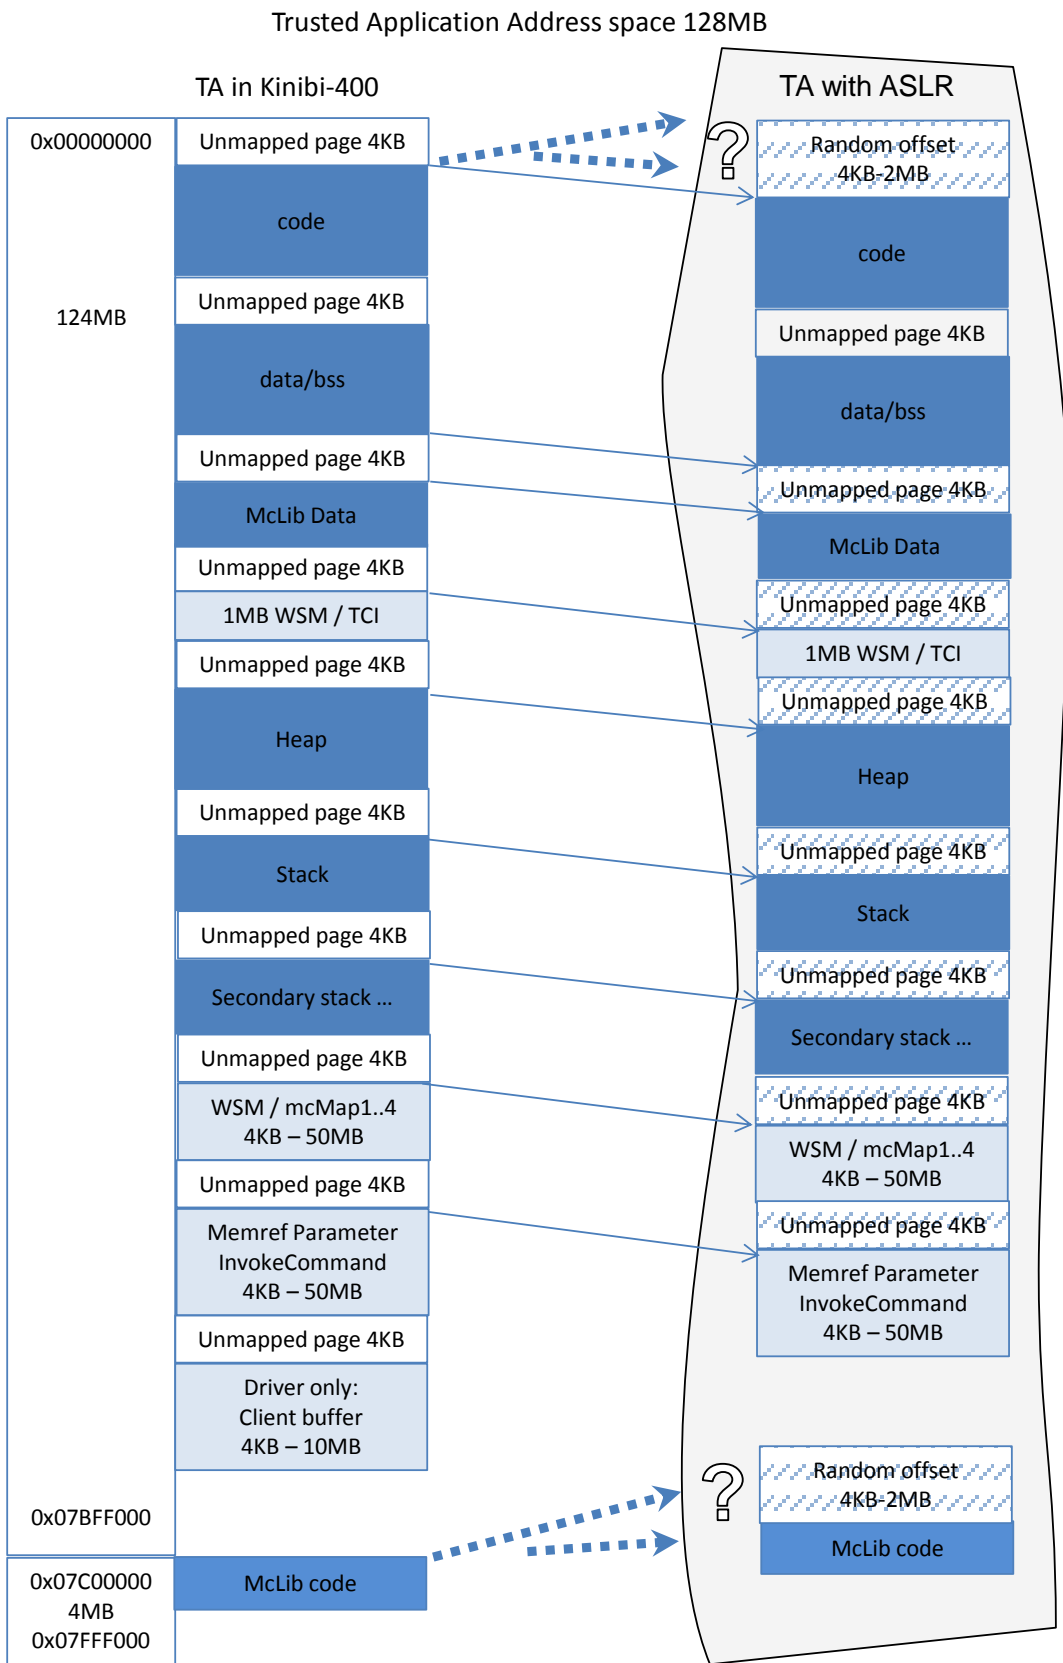 Trusted Application Address space 128MB
TA in Kinibi-400
0x00000000
124MB
0x07BFF000
0x07C00000
4MB
0x07FFF000
Unmapped page 4KB
code
Unmapped page 4KB
data/bss
Unmapped page 4KB
McLib Data
Unmapped page 4KB
1MB WSM / TCI
Unmapped page 4KB
Heap
Unmapped page 4KB
Stack
Unmapped page 4KB
Secondary stack ...
Unmapped page 4KB
WSM / mcMap1..4
4KB – 50MB
Unmapped page 4KB
Memref Parameter
InvokeCommand
4KB – 50MB
Unmapped page 4KB
Driver only:
Client buffer
4KB – 10MB
McLib code
TA with ASLR
?
Random offset
4KB-2MB
code
Unmapped page 4KB
data/bss
Unmapped page 4KB
McLib Data
Unmapped page 4KB
1MB WSM / TCI
Unmapped page 4KB
Heap
Unmapped page 4KB
Stack
Unmapped page 4KB
Secondary stack ...
Unmapped page 4KB
WSM / mcMap1..4
4KB – 50MB
Unmapped page 4KB
Memref Parameter
InvokeCommand
4KB – 50MB
?
Random offset
4KB-2MB
McLib code